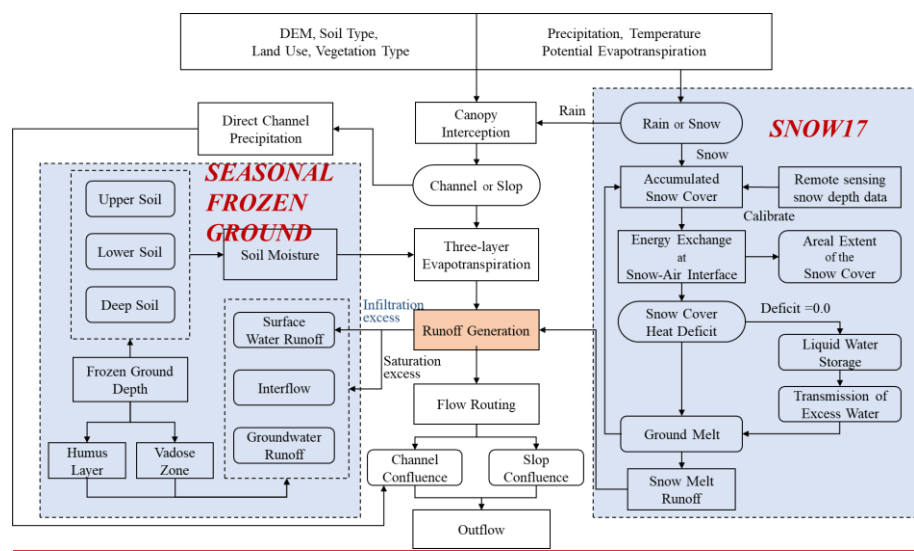 DEM, Soil Type,
Land Use, Vegetation Type
Precipitation, Temperature
Potential Evapotranspiration
Direct Channel
Precipitation
Canopy
Interception
Rain
Rain or Snow
SNOW17
Snow
SEASONAL
FROZEN
GROUND
Channel or Slop
Accumulated
Snow Cover
Remote sensing
snow depth data
Calibrate
Upper Soil
Lower Soil
Deep Soil
Soil Moisture
Three-layer
Evapotranspiration
Energy Exchange
at
Snow-Air Interface
Areal Extent
of the
Snow Cover
Infiltration
excess
Surface
Water Runoff
Runoff Generation
Snow Cover
Heat Deficit
Deficit =0.0
Liquid Water
Storage
Saturation
excess
Frozen Ground
Depth
Interflow
Flow Routing
Transmission of
Excess Water
Humus
Layer
Vadose
Zone
Groundwater
Runoff
Channel
Confluence
Slop
Confluence
Ground Melt
Snow Melt
Runoff
Outflow